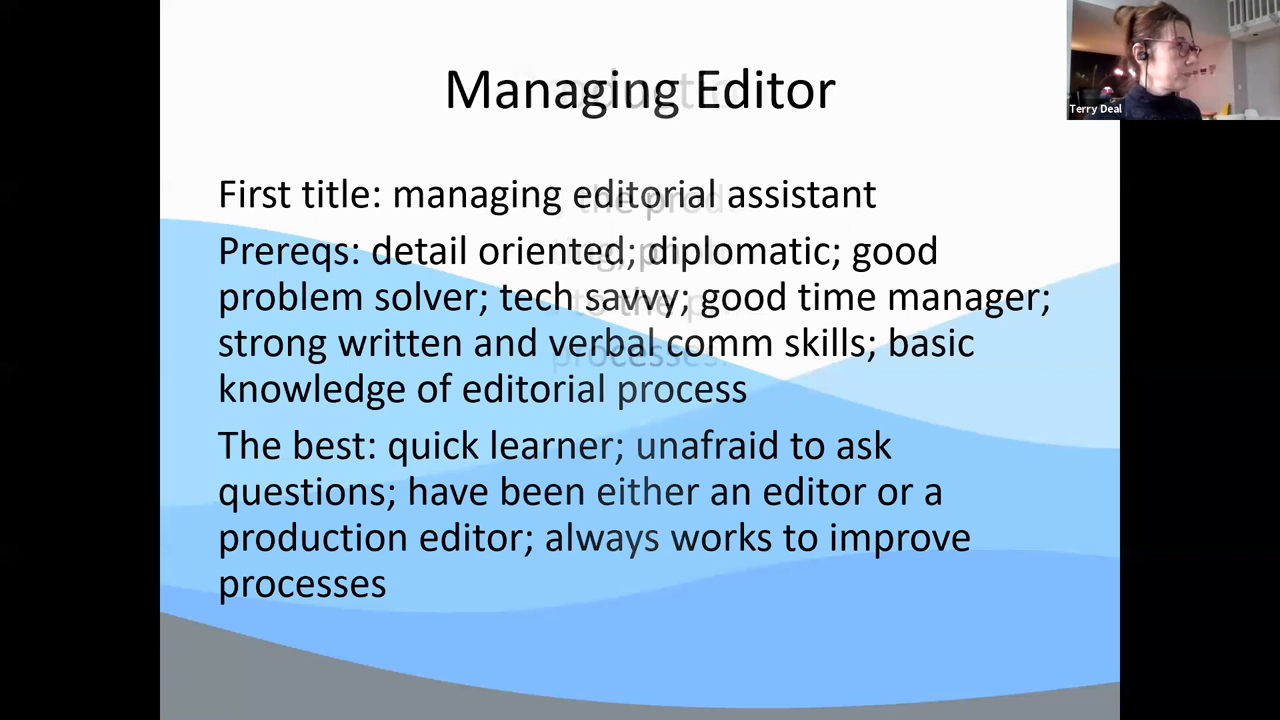 Managing Editor
Terry Deal
First title: managing editorial assistant
Prereqs: detail oriented; diplomatic; good
problem solver; tech savvy; good time manager;
strong written and verbal comm skills; basic
knowledge of editorial process
The best: quick learner; unafraid to ask
questions; have been either an editor or a
production editor; always works to improve
processes